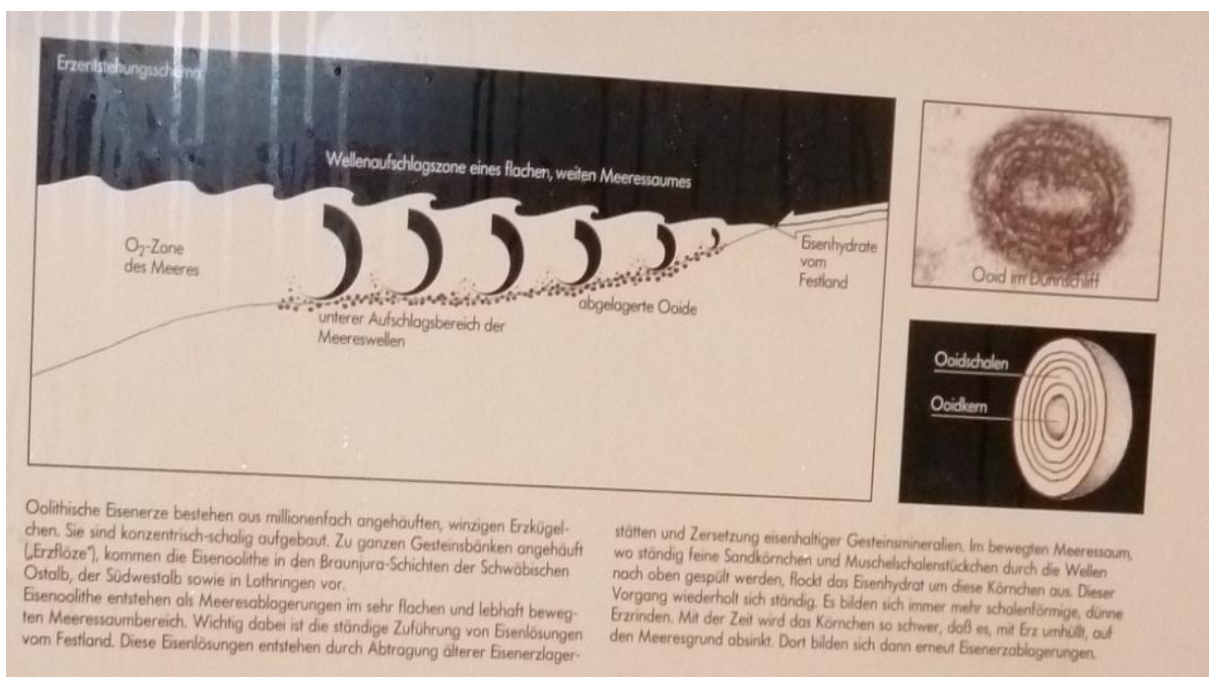 Erzentstehungsschema
Wellenaufschlagszone eines flachen, weiten Meeressaumes
O₂-Zone
des Meeres
Eisenhydrate
vom
Festland
abgelagerte Ooide
unterer Aufschlagsbereich der
Meereswellen
Ooid im Dünnschliff
Ooidschalen
Ooidkern
Oolithische Eisenerze bestehen aus millionenfach angehäuften, winzigen Erzkügel-
chen. Sie sind konzentrisch-schalig aufgebaut. Zu ganzen Gesteinsbänken angehäuft
(„Erzflöze"), kommen die Eisenoolithe in den Braunjura-Schichten der Schwäbischen
Ostalb, der Südwestalb sowie in Lothringen vor.
Eisenoolithe entstehen als Meeresablagerungen im sehr flachen und lebhaft beweg-
ten Meeressaumbereich. Wichtig dabei ist die ständige Zuführung von Eisenlösungen
vom Festland. Diese Eisenlösungen entstehen durch Abtragung älterer Eisenerzlager-
stätten und Zersetzung eisenhaltiger Gesteinsmineralien. Im bewegten Meeressaum,
wo ständig feine Sandkörnchen und Muschelschalenstückchen durch die Wellen
nach oben gespült werden, flockt das Eisenhydrat um diese Körnchen aus. Dieser
Vorgang wiederholt sich ständig. Es bilden sich immer mehr schalenförmige, dünne
Erzrinden. Mit der Zeit wird das Körnchen so schwer, daß es, mit Erz umhüllt, auf
den Meeresgrund absinkt. Dort bilden sich dann erneut Eisenerzablagerungen.